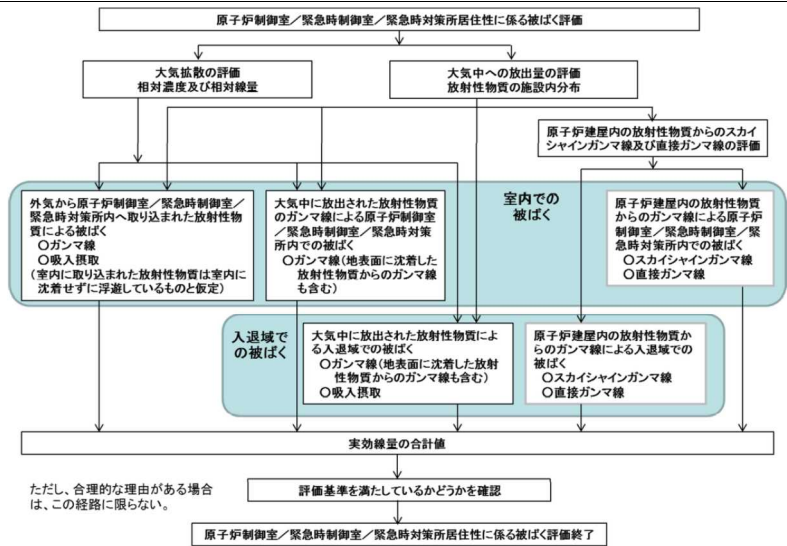 原子炉制御室／緊急時制御室／緊急時対策所居住性に係る被ばく評価
大気拡散の評価
相対濃度及び相対線量
大気中への放出量の評価
放射性物質の施設内分布
原子炉建屋内の放射性物質からのスカイ
シャインガンマ線及び直接ガンマ線の評価
室内での
被ばく
外気から原子炉制御室／緊急時制御室／
緊急時対策所内へ取り込まれた放射性物
質による被ばく
○ガンマ線
○吸入摂取
(室内に取り込まれた放射性物質は室内に
沈着せずに浮遊しているものと仮定)
大気中に放出された放射性物質
のガンマ線による原子炉制御室
／緊急時制御室／緊急時対策
所内での被ばく
○ガンマ線(地表面に沈着した
放射性物質からのガンマ線
も含む)
原子炉建屋内の放射性物質
からのガンマ線による原子炉
制御室／緊急時制御室／緊
急時対策所内での被ばく
○スカイシャインガンマ線
○直接ガンマ線
入退域で
の被ばく
大気中に放出された放射性物質によ
る入退域での被ばく
○ガンマ線(地表面に沈着した放射
性物質からのガンマ線も含む)
○吸入摂取
原子炉建屋内の放射性物質か
らのガンマ線による入退域での
被ばく
○スカイシャインガンマ線
○直接ガンマ線
実効線量の合計値
ただし、合理的な理由がある場合
は、この経路に限らない。
評価基準を満たしているかどうかを確認
原子炉制御室／緊急時制御室／緊急時対策所居住性に係る被ばく評価終了